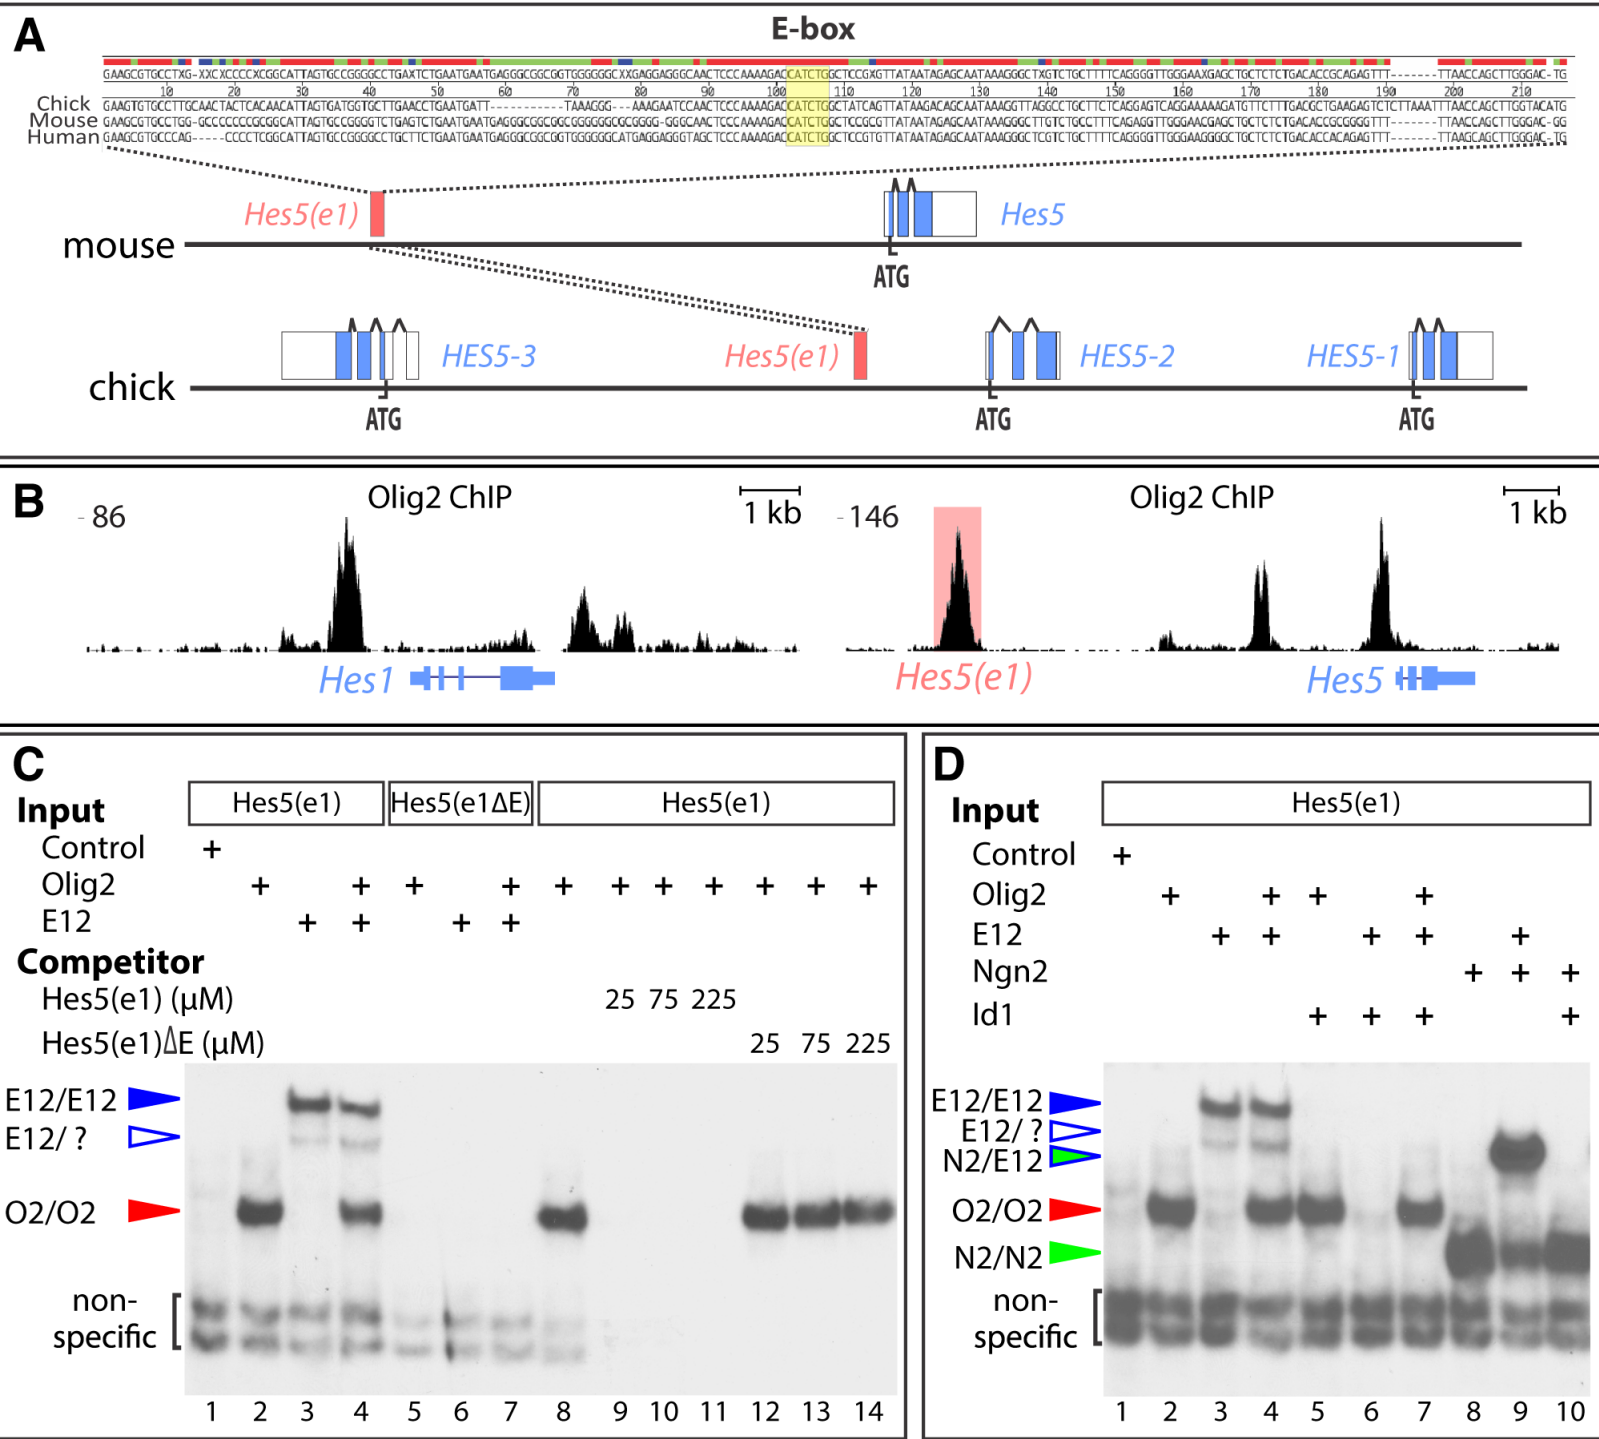 A
E-box
10 20 30 40 50 60 70 80 90 100 110 120 130 140 150 160 170 180 190 200 210
Chick
Mouse
Human
CATCTG
Hes5(e1)
Hes5
mouse
ATG
HES5-3
Hes5(e1)
HES5-2
HES5-1
chick
ATG
ATG
ATG
B
Olig2 ChIP
- 86
1 kb
Hes1
Olig2 ChIP
- 146
1 kb
Hes5(e1)
Hes5
C
Hes5(e1) Hes5(e1ΔE) Hes5(e1)
Input
Control +
Olig2 + + + + + + + + + + +
E12 + + + +
Competitor
Hes5(e1) (µM) 25 75 225
Hes5(e1)ΔE (µM) 25 75 225
E12/E12
E12/ ?
O2/O2
non-
specific
1 2 3 4 5 6 7 8 9 10 11 12 13 14
D
Hes5(e1)
Input
Control +
Olig2 + + + +
E12 + + + + +
Ngn2 + + +
Id1 + + + +
E12/E12
E12/ ?
N2/E12
O2/O2
N2/N2
non-
specific
1 2 3 4 5 6 7 8 9 10